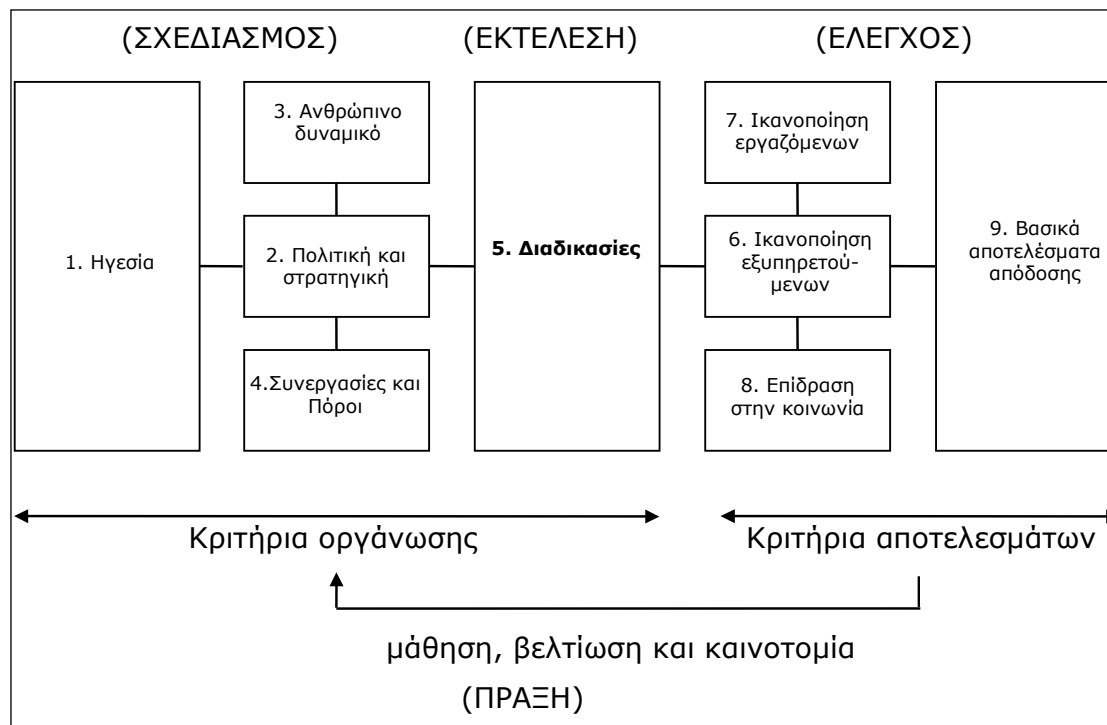 (ΣΧΕΔΙΑΣΜΟΣ)
(ΕΚΤΕΛΕΣΗ)
(ΕΛΕΓΧΟΣ)
1. Ηγεσία
3. Ανθρώπινο
δυναμικό
2. Πολιτική και
στρατηγική
4.Συνεργασίες και
Πόροι
5. Διαδικασίες
7. Ικανοποίηση
εργαζόμενων
6. Ικανοποίηση
εξυπηρετού-
μενων
8. Επίδραση
στην κοινωνία
9. Βασικά
αποτελέσματα
απόδοσης
Κριτήρια οργάνωσης
Κριτήρια αποτελεσμάτων
μάθηση, βελτίωση και καινοτομία
(ΠΡΑΞΗ)